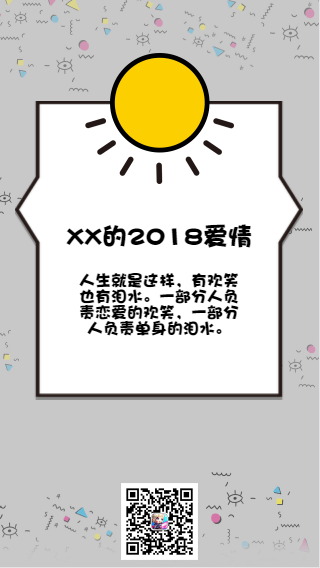 XX的2018爱情
人生就是这样，有欢笑
也有泪水。一部分人负
责恋爱的欢笑，一部分
人负责单身的泪水。